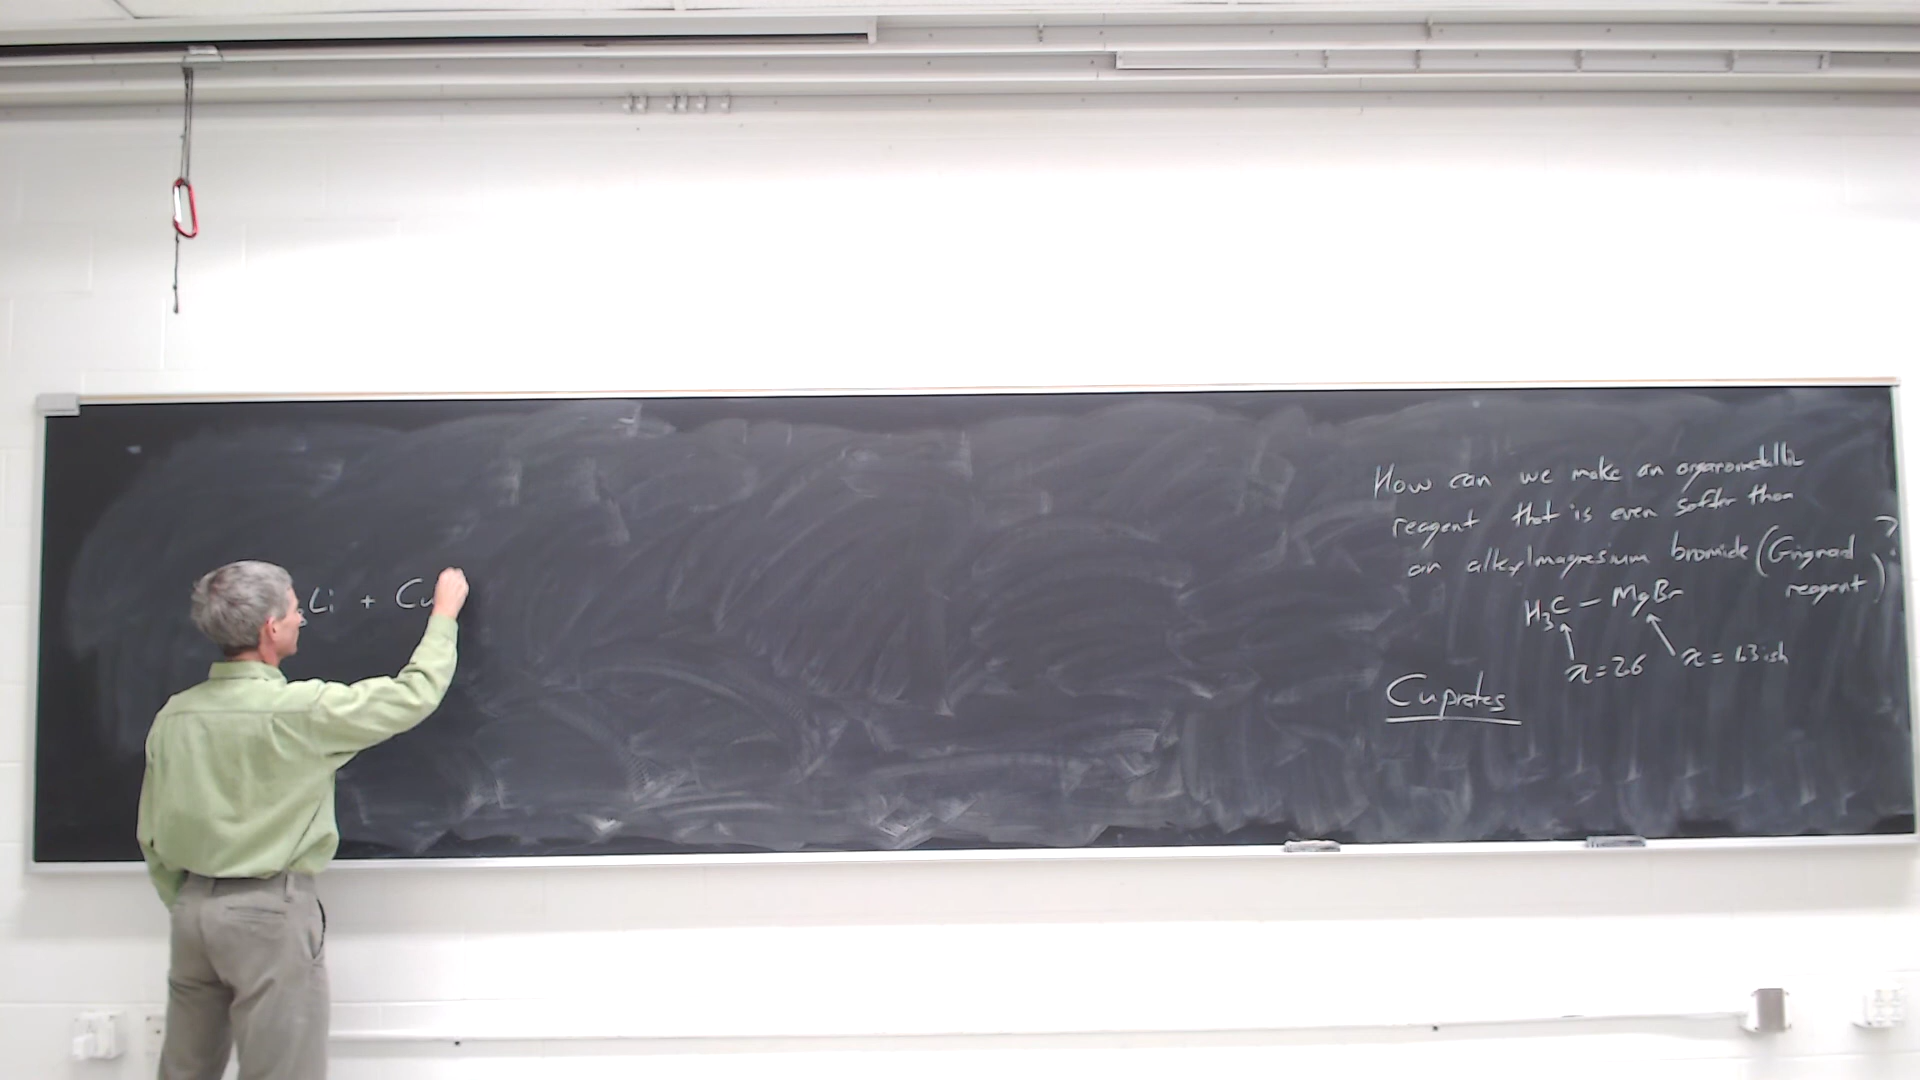 Li + Cu
How can we make an organometallic
reagent that is even softer than
an alkylmagnesium bromide (Grignard reagent)?
H₃C – MgBr
x = 2.6
x = 1.3ish
Cuprates